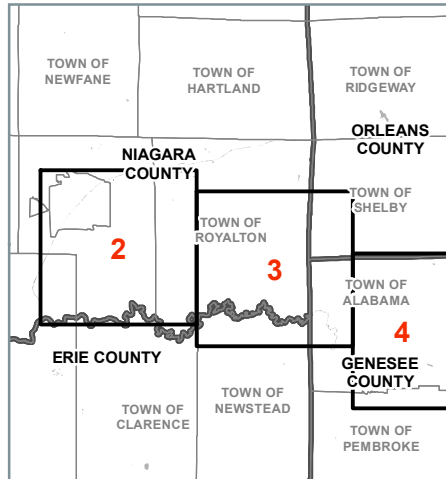 TOWN OF
NEWFANE
TOWN OF
HARTLAND
TOWN OF
RIDGEWAY
ORLEANS
COUNTY
NIAGARA
COUNTY
TOWN OF
SHELBY
TOWN OF
ROYALTON
2
3
TOWN OF
ALABAMA
4
ERIE COUNTY
GENESEE
COUNTY
TOWN OF
CLARENCE
TOWN OF
NEWSTEAD
TOWN OF
PEMBROKE